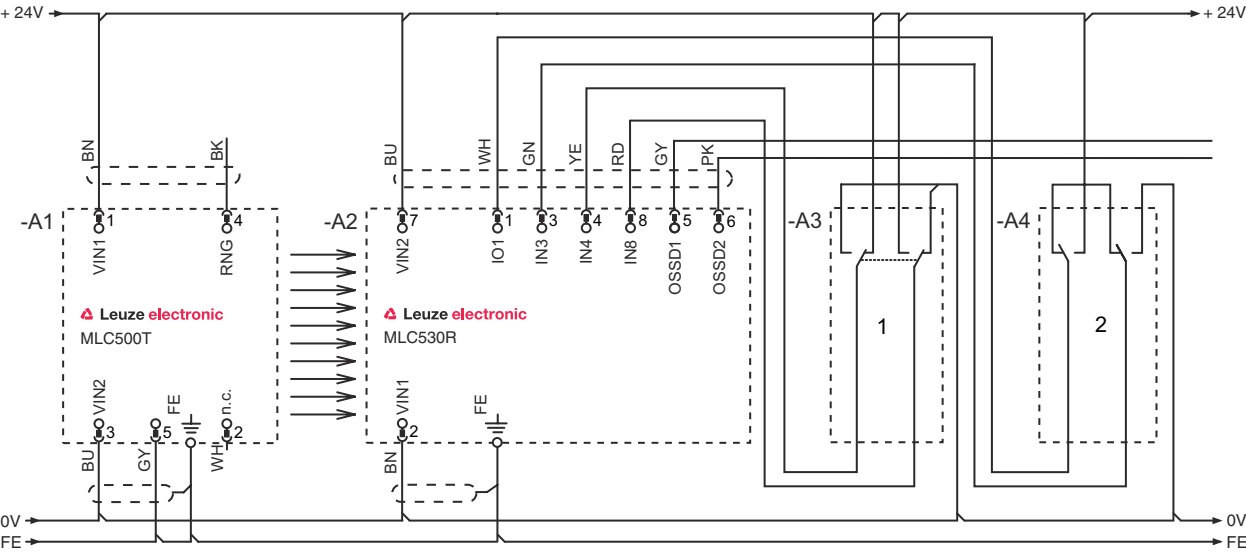 + 24V + 24V
BN BK BU WH GN YE RD GY PK
-A1 1 4 -A2 7 1 3 4 8 5 6 -A3 -A4
VIN1 RNG VIN2 IO1 IN3 IN4 IN8 OSSD1 OSSD2
Leuze electronic
MLC500T
Leuze electronic
MLC530R
1 2
VIN2 FE n.c. VIN1 FE
3 5 2 2
BU GY WH BN
0V 0V
FE FE